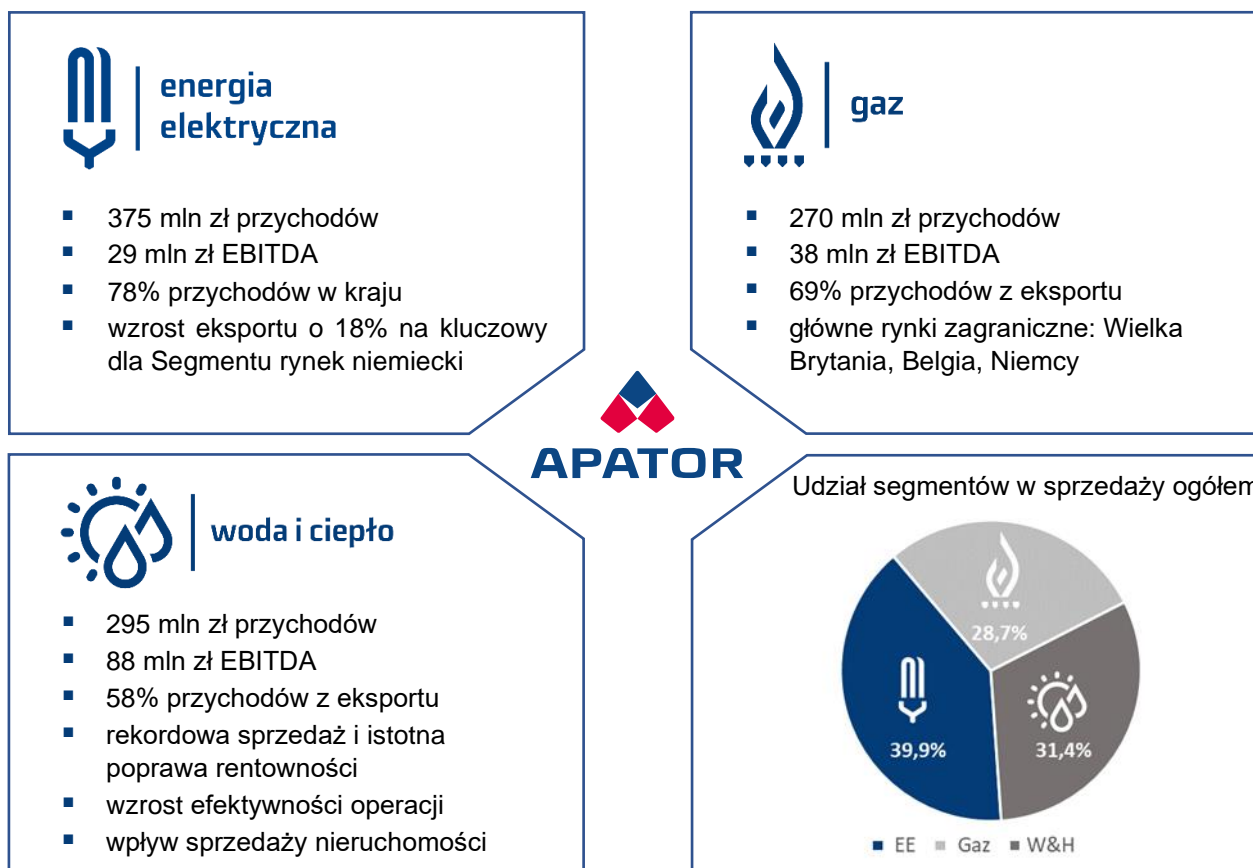 energia
elektryczna
▪ 375 mln zł przychodów
▪ 29 mln zł EBITDA
▪ 78% przychodów w kraju
▪ wzrost eksportu o 18% na kluczowy
dla Segmentu rynek niemiecki
gaz
▪ 270 mln zł przychodów
▪ 38 mln zł EBITDA
▪ 69% przychodów z eksportu
▪ główne rynki zagraniczne: Wielka
Brytania, Belgia, Niemcy
APATOR
woda i ciepło
▪ 295 mln zł przychodów
▪ 88 mln zł EBITDA
▪ 58% przychodów z eksportu
▪ rekordowa sprzedaż i istotna
poprawa rentowności
▪ wzrost efektywności operacji
▪ wpływ sprzedaży nieruchomości
Udział segmentów w sprzedaży ogółem
28,7%
39,9%
31,4%
EE Gaz W&H